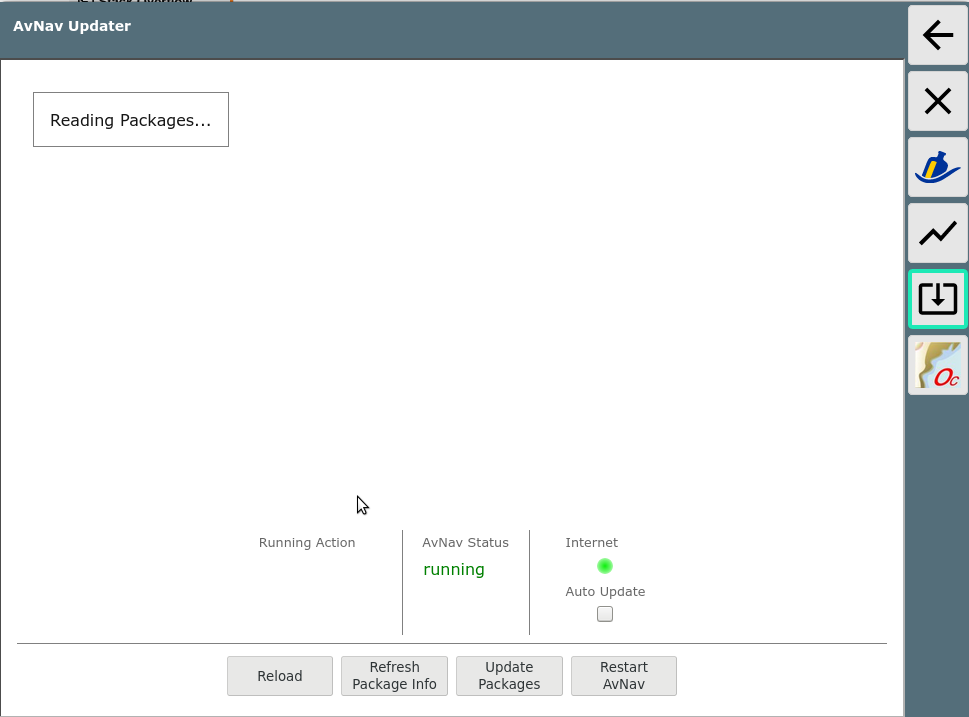 AvNav Updater
Reading Packages...
Running Action
AvNav Status
running
Internet
Auto Update
Reload
Refresh
Package Info
Update
Packages
Restart
AvNav
Oc